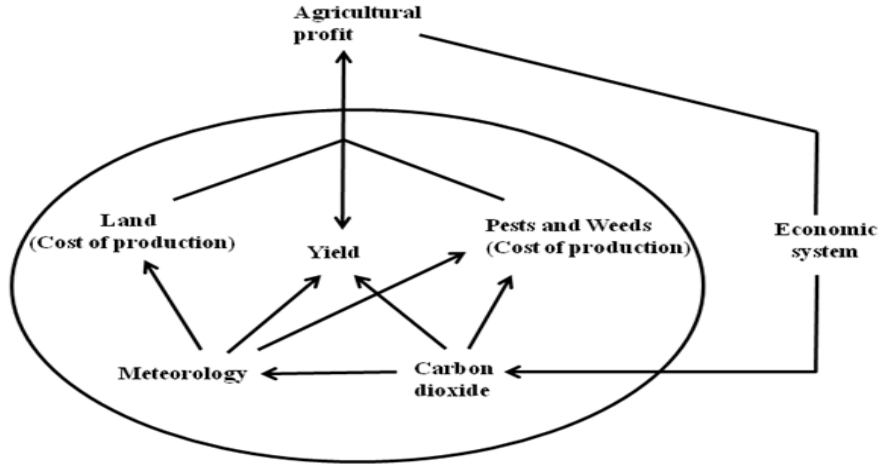 Agricultural
profit
Land
(Cost of production)
Yield
Pests and Weeds
(Cost of production)
Economic
system
Meteorology
Carbon
dioxide